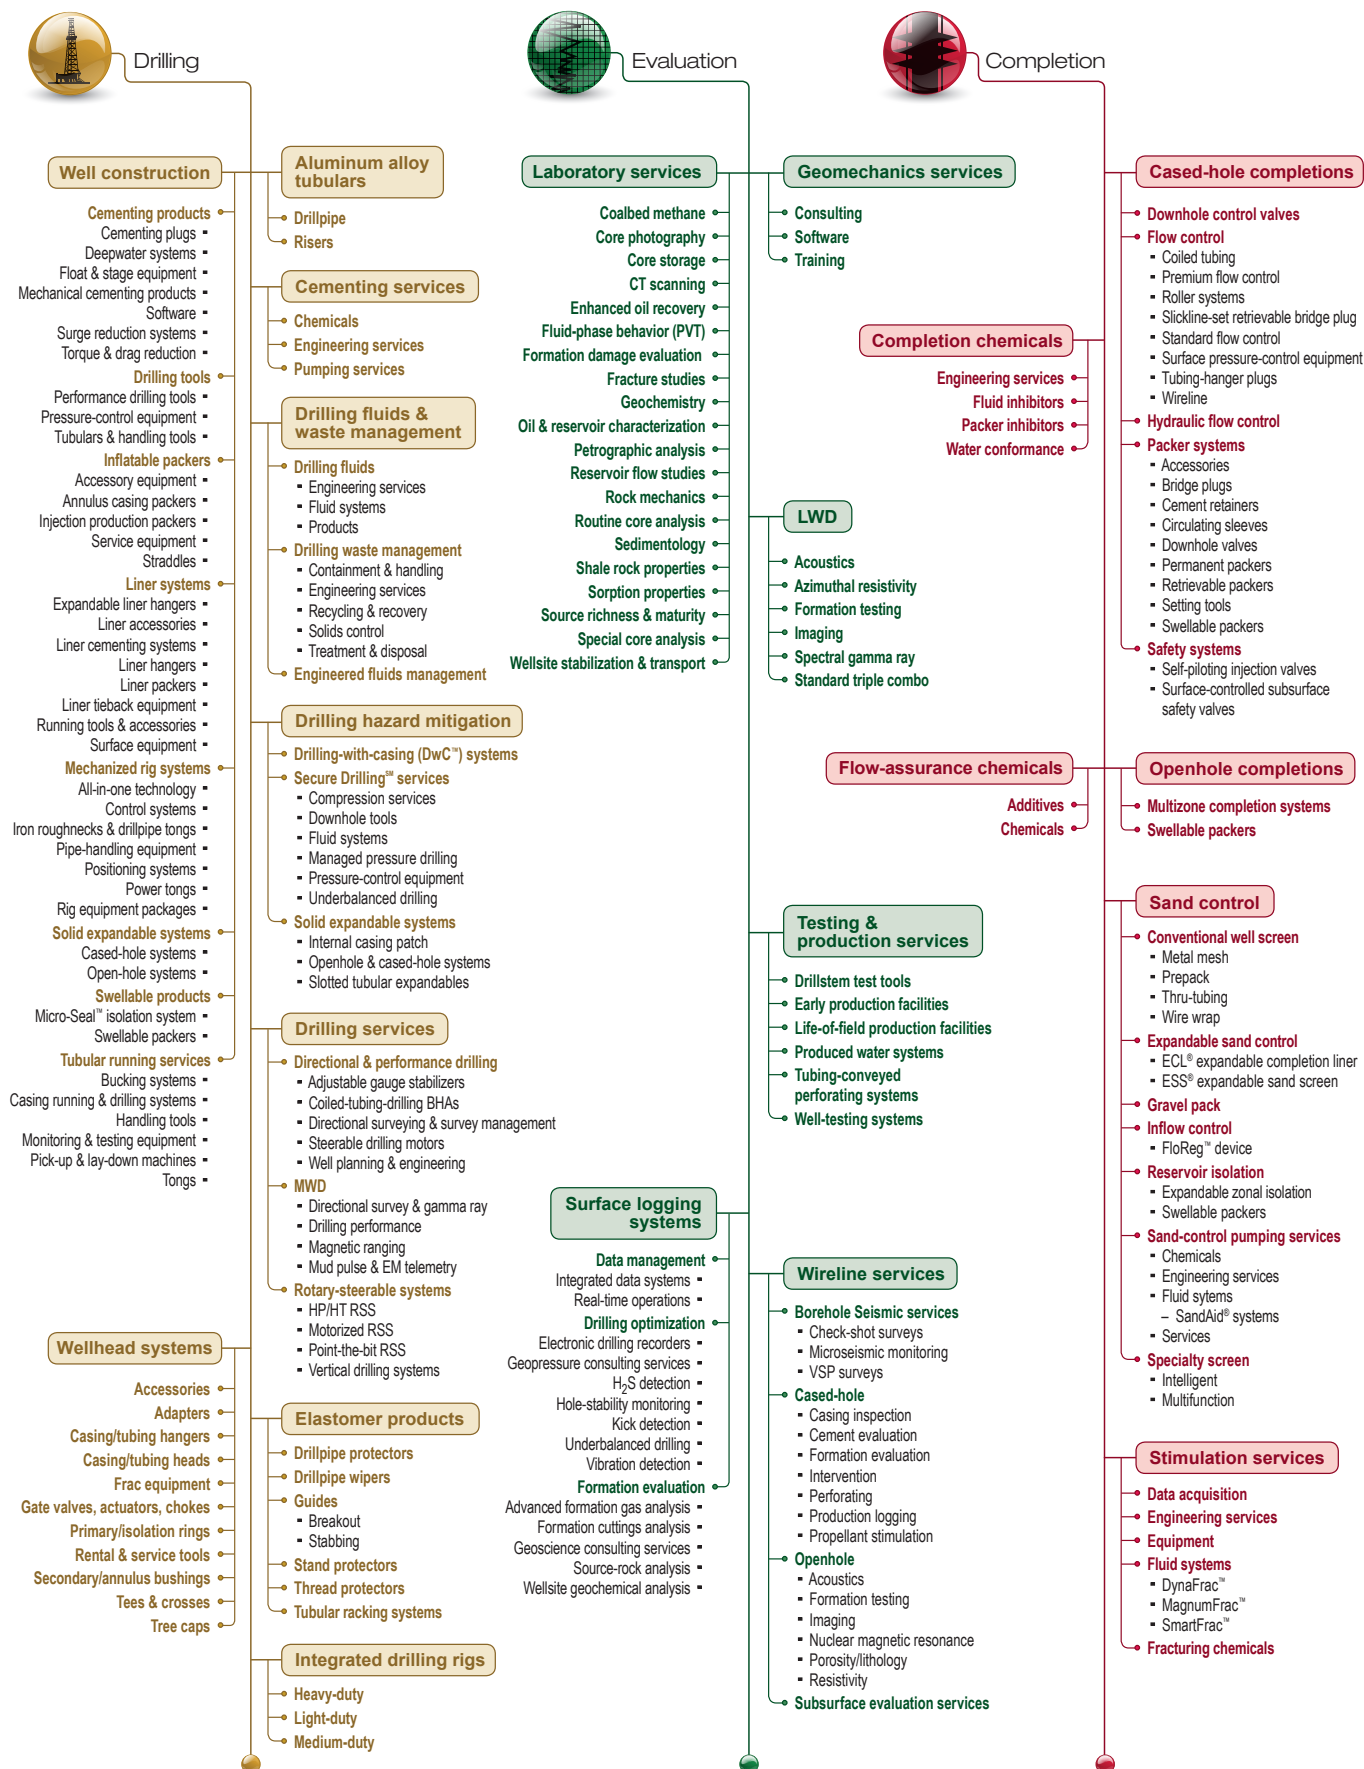 Drilling
Well construction
Cementing products
Cementing plugs
Deepwater systems
Float & stage equipment
Mechanical cementing products
Software
Surge reduction systems
Torque & drag reduction
Drilling tools
Performance drilling tools
Pressure-control equipment
Tubulars & handling tools
Inflatable packers
Accessory equipment
Annulus casing packers
Injection production packers
Service equipment
Straddles
Liner systems
Expandable liner hangers
Liner accessories
Liner cementing systems
Liner hangers
Liner packers
Liner tieback equipment
Running tools & accessories
Surface equipment
Mechanized rig systems
All-in-one technology
Control systems
Iron roughnecks & drillpipe tongs
Pipe-handling equipment
Positioning systems
Power tongs
Rig equipment packages
Solid expandable systems
Cased-hole systems
Open-hole systems
Swellable products
Micro-Seal™ isolation system
Swellable packers
Tubular running services
Bucking systems
Casing running & drilling systems
Handling tools
Monitoring & testing equipment
Pick-up & lay-down machines
Tongs
Wellhead systems
Accessories
Adapters
Casing/tubing hangers
Casing/tubing heads
Frac equipment
Gate valves, actuators, chokes
Primary/isolation rings
Rental & service tools
Secondary/annulus bushings
Tees & crosses
Tree caps
Aluminum alloy
tubulars
Drillpipe
Risers
Cementing services
Chemicals
Engineering services
Pumping services
Drilling fluids &
waste management
Drilling fluids
Engineering services
Fluid systems
Products
Drilling waste management
Containment & handling
Engineering services
Recycling & recovery
Solids control
Treatment & disposal
Engineered fluids management
Drilling hazard mitigation
Drilling-with-casing (DwC™) systems
Secure Drilling℠ services
Compression services
Downhole tools
Fluid systems
Managed pressure drilling
Pressure-control equipment
Underbalanced drilling
Solid expandable systems
Internal casing patch
Openhole & cased-hole systems
Slotted tubular expandables
Drilling services
Directional & performance drilling
Adjustable gauge stabilizers
Coiled-tubing-drilling BHAs
Directional surveying & survey management
Steerable drilling motors
Well planning & engineering
MWD
Directional survey & gamma ray
Drilling performance
Magnetic ranging
Mud pulse & EM telemetry
Rotary-steerable systems
HP/HT RSS
Motorized RSS
Point-the-bit RSS
Vertical drilling systems
Elastomer products
Drillpipe protectors
Drillpipe wipers
Guides
Breakout
Stabbing
Stand protectors
Thread protectors
Tubular racking systems
Integrated drilling rigs
Heavy-duty
Light-duty
Medium-duty
Evaluation
Laboratory services
Coalbed methane
Core photography
Core storage
CT scanning
Enhanced oil recovery
Fluid-phase behavior (PVT)
Formation damage evaluation
Fracture studies
Geochemistry
Oil & reservoir characterization
Petrographic analysis
Reservoir flow studies
Rock mechanics
Routine core analysis
Sedimentology
Shale rock properties
Sorption properties
Source richness & maturity
Special core analysis
Wellsite stabilization & transport
Surface logging
systems
Data management
Integrated data systems
Real-time operations
Drilling optimization
Electronic drilling recorders
Geopressure consulting services
H₂S detection
Hole-stability monitoring
Kick detection
Underbalanced drilling
Vibration detection
Formation evaluation
Advanced formation gas analysis
Formation cuttings analysis
Geoscience consulting services
Source-rock analysis
Wellsite geochemical analysis
Geomechanics services
Consulting
Software
Training
LWD
Acoustics
Azimuthal resistivity
Formation testing
Imaging
Spectral gamma ray
Standard triple combo
Testing &
production services
Drillstem test tools
Early production facilities
Life-of-field production facilities
Produced water systems
Tubing-conveyed
perforating systems
Well-testing systems
Wireline services
Borehole Seismic services
Check-shot surveys
Microseismic monitoring
VSP surveys
Cased-hole
Casing inspection
Cement evaluation
Formation evaluation
Intervention
Perforating
Production logging
Propellant stimulation
Openhole
Acoustics
Formation testing
Imaging
Nuclear magnetic resonance
Porosity/lithology
Resistivity
Subsurface evaluation services
Completion
Completion chemicals
Engineering services
Fluid inhibitors
Packer inhibitors
Water conformance
Flow-assurance chemicals
Additives
Chemicals
Cased-hole completions
Downhole control valves
Flow control
Coiled tubing
Premium flow control
Roller systems
Slickline-set retrievable bridge plug
Standard flow control
Surface pressure-control equipment
Tubing-hanger plugs
Wireline
Hydraulic flow control
Packer systems
Accessories
Bridge plugs
Cement retainers
Circulating sleeves
Downhole valves
Permanent packers
Retrievable packers
Setting tools
Swellable packers
Safety systems
Self-piloting injection valves
Surface-controlled subsurface
safety valves
Openhole completions
Multizone completion systems
Swellable packers
Sand control
Conventional well screen
Metal mesh
Prepack
Thru-tubing
Wire wrap
Expandable sand control
ECL® expandable completion liner
ESS® expandable sand screen
Gravel pack
Inflow control
FloReg™ device
Reservoir isolation
Expandable zonal isolation
Swellable packers
Sand-control pumping services
Chemicals
Engineering services
Fluid sytems
– SandAid® systems
Services
Specialty screen
Intelligent
Multifunction
Stimulation services
Data acquisition
Engineering services
Equipment
Fluid systems
DynaFrac™
MagnumFrac™
SmartFrac™
Fracturing chemicals